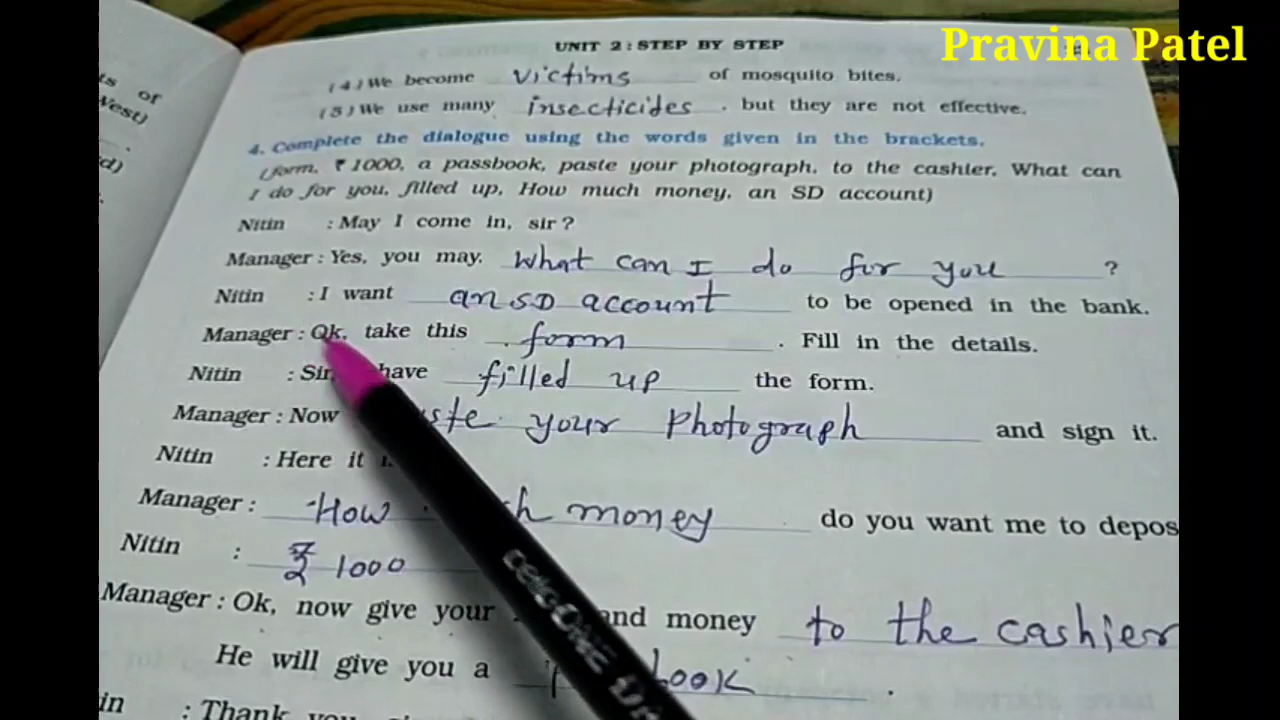 Pravina Patel
UNIT 2 : STEP BY STEP
(4) We become victims of mosquito bites.
(5) We use many insecticides . but they are not effective.
4. Complete the dialogue using the words given in the brackets.
(form, ₹ 1000, a passbook, paste your photograph, to the cashier, What can
I do for you, filled up, How much money, an SD account)
Nitin : May I come in, sir ?
Manager : Yes, you may. What can I do for you ?
Nitin : I want an SD account to be opened in the bank.
Manager : Ok, take this form . Fill in the details.
Nitin : Sir, have filled up the form.
Manager : Now your photograph and sign it.
Nitin : Here it
Manager : How money do you want me to depos
Nitin : ₹ 1000
Manager : Ok, now give your and money to the cashier
He will give you a book .
in : Thank you
of
West)